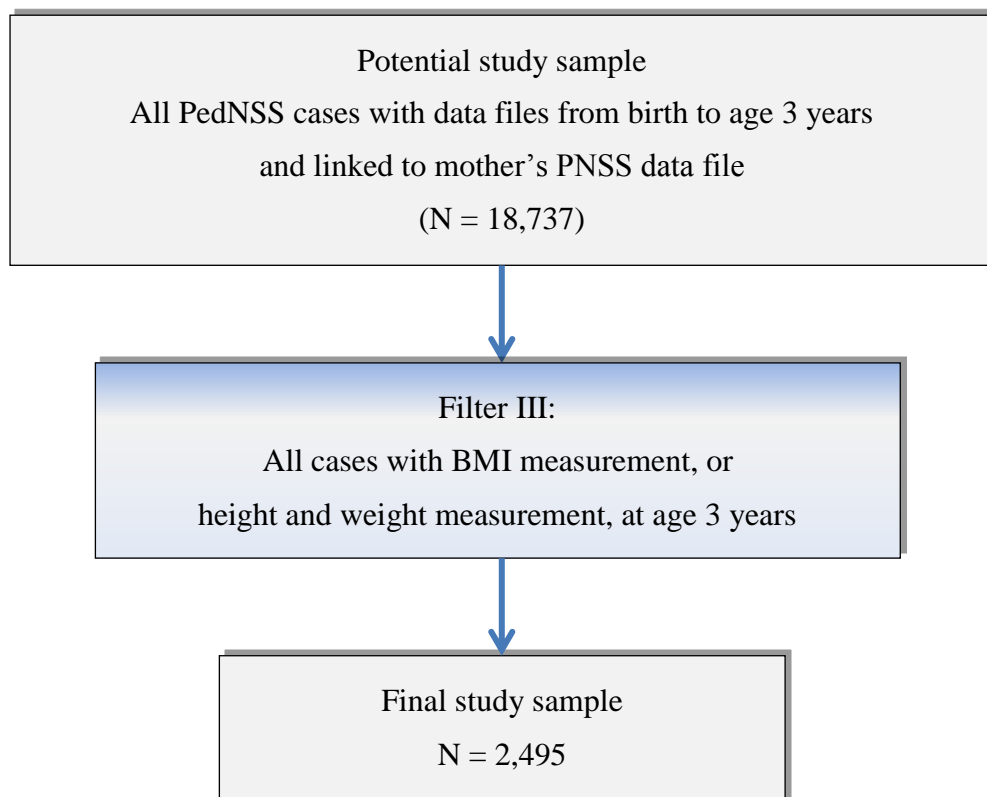 Potential study sample
All PedNSS cases with data files from birth to age 3 years
and linked to mother’s PNSS data file
(N = 18,737)
Filter III:
All cases with BMI measurement, or
height and weight measurement, at age 3 years
Final study sample
N = 2,495